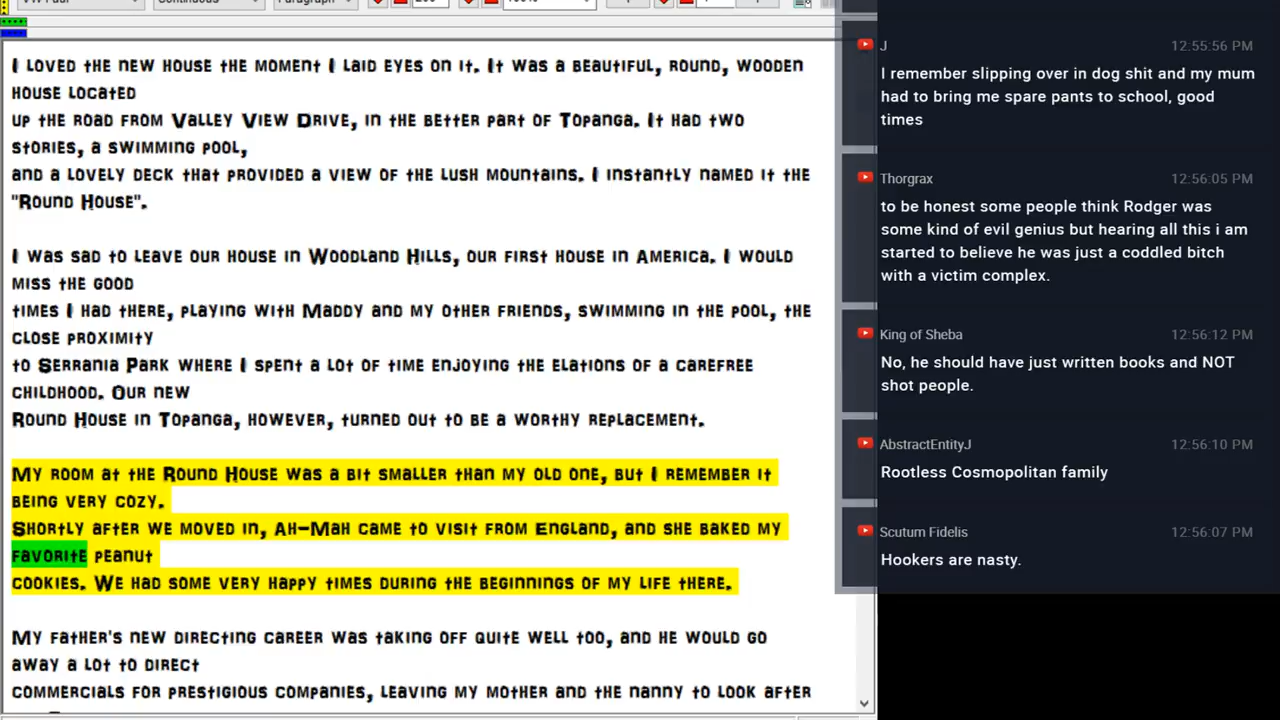 Continuous
Paragraph
I loved the new house the moment I laid eyes on it. It was a beautiful, round, wooden
house located
up the road from Valley View Drive, in the better part of Topanga. It had two
stories, a swimming pool,
and a lovely deck that provided a view of the lush mountains. I instantly named it the
"Round House".
I was sad to leave our house in Woodland Hills, our first house in America. I would
miss the good
times I had there, playing with Maddy and my other friends, swimming in the pool, the
close proximity
to Serrania Park where I spent a lot of time enjoying the elations of a carefree
childhood. Our new
Round House in Topanga, however, turned out to be a worthy replacement.
My room at the Round House was a bit smaller than my old one, but I remember it
being very cozy.
Shortly after we moved in, Ah-Mah came to visit from England, and she baked my
favorite peanut
cookies. We had some very happy times during the beginnings of my life there.
My father's new directing career was taking off quite well too, and he would go
away a lot to direct
commercials for prestigious companies, leaving my mother and the nanny to look after
J 12:55:56 PM
I remember slipping over in dog shit and my mum
had to bring me spare pants to school, good
times
Thorgrax 12:56:05 PM
to be honest some people think Rodger was
some kind of evil genius but hearing all this i am
started to believe he was just a coddled bitch
with a victim complex.
King of Sheba 12:56:12 PM
No, he should have just written books and NOT
shot people.
AbstractEntityJ 12:56:10 PM
Rootless Cosmopolitan family
Scutum Fidelis 12:56:07 PM
Hookers are nasty.